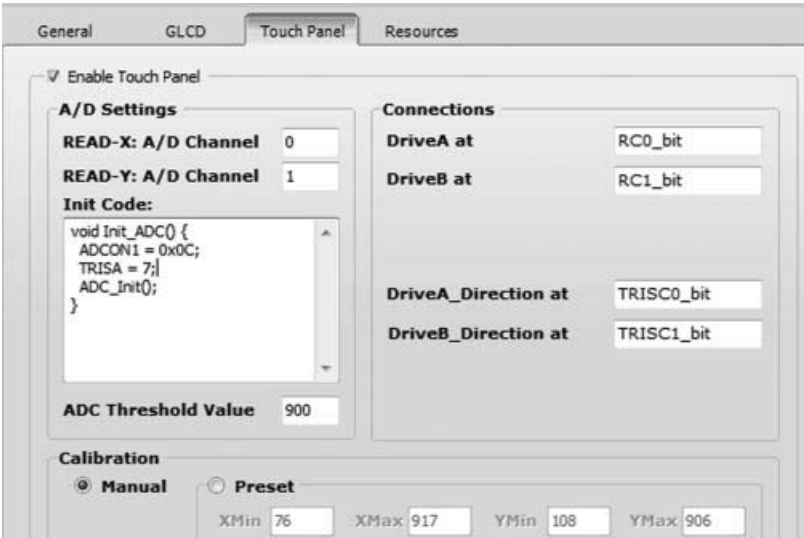 General GLCD Touch Panel Resources
Enable Touch Panel
A/D Settings
READ-X: A/D Channel 0
READ-Y: A/D Channel 1
Init Code:
void Init_ADC() {
ADCON1 = 0x0C;
TRISA = 7;
ADC_Init();
}
ADC Threshold Value 900
Connections
DriveA at RC0_bit
DriveB at RC1_bit
DriveA_Direction at TRISC0_bit
DriveB_Direction at TRISC1_bit
Calibration
Manual Preset
XMin 76 XMax 917 YMin 108 YMax 906